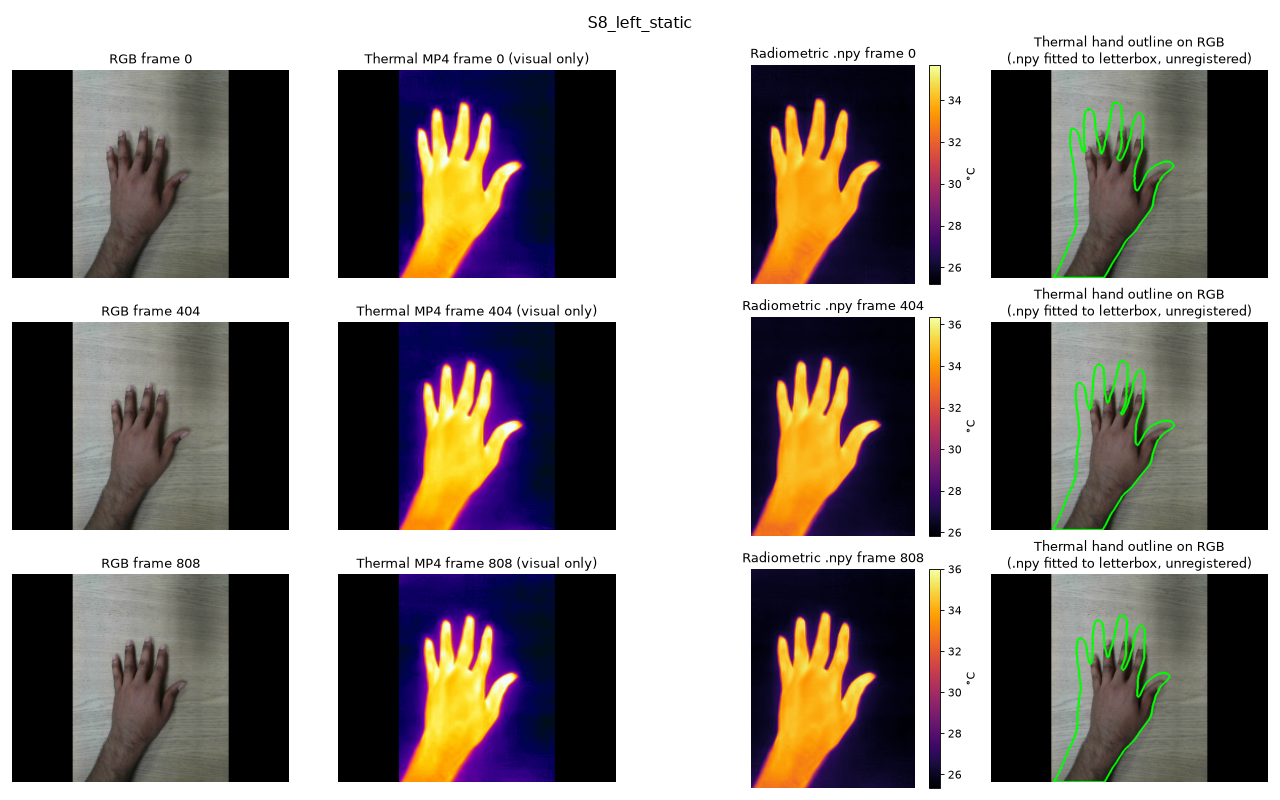 S8_left_static
RGB frame 0
Thermal MP4 frame 0 (visual only)
Radiometric .npy frame 0
Thermal hand outline on RGB
(.npy fitted to letterbox, unregistered)
34
32
30
28
26
°C
RGB frame 404
Thermal MP4 frame 404 (visual only)
Radiometric .npy frame 404
Thermal hand outline on RGB
(.npy fitted to letterbox, unregistered)
36
34
32
30
28
26
°C
RGB frame 808
Thermal MP4 frame 808 (visual only)
Radiometric .npy frame 808
Thermal hand outline on RGB
(.npy fitted to letterbox, unregistered)
36
34
32
30
28
26
°C